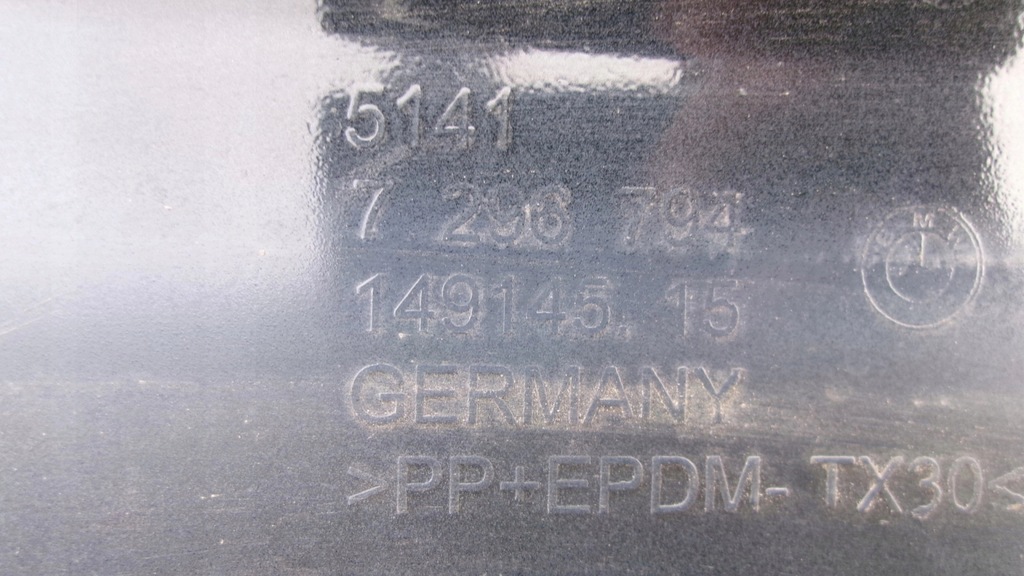 5141
7 296 794
149145. 15
GERMANY
>PP+EPDM-TX30<